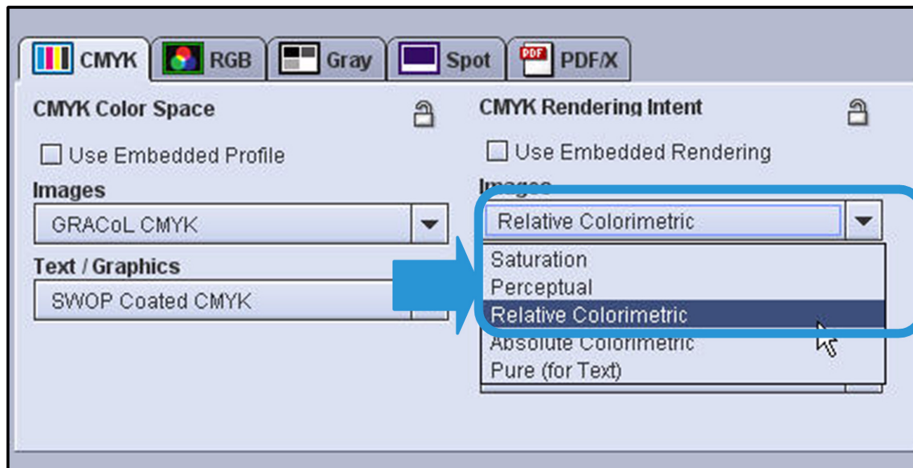 CMYK RGB Gray Spot PDF PDF/X
CMYK Color Space
Use Embedded Profile
Images
GRACoL CMYK
Text / Graphics
SWOP Coated CMYK
CMYK Rendering Intent
Use Embedded Rendering
Images
Relative Colorimetric
Saturation
Perceptual
Relative Colorimetric
Absolute Colorimetric
Pure (for Text)